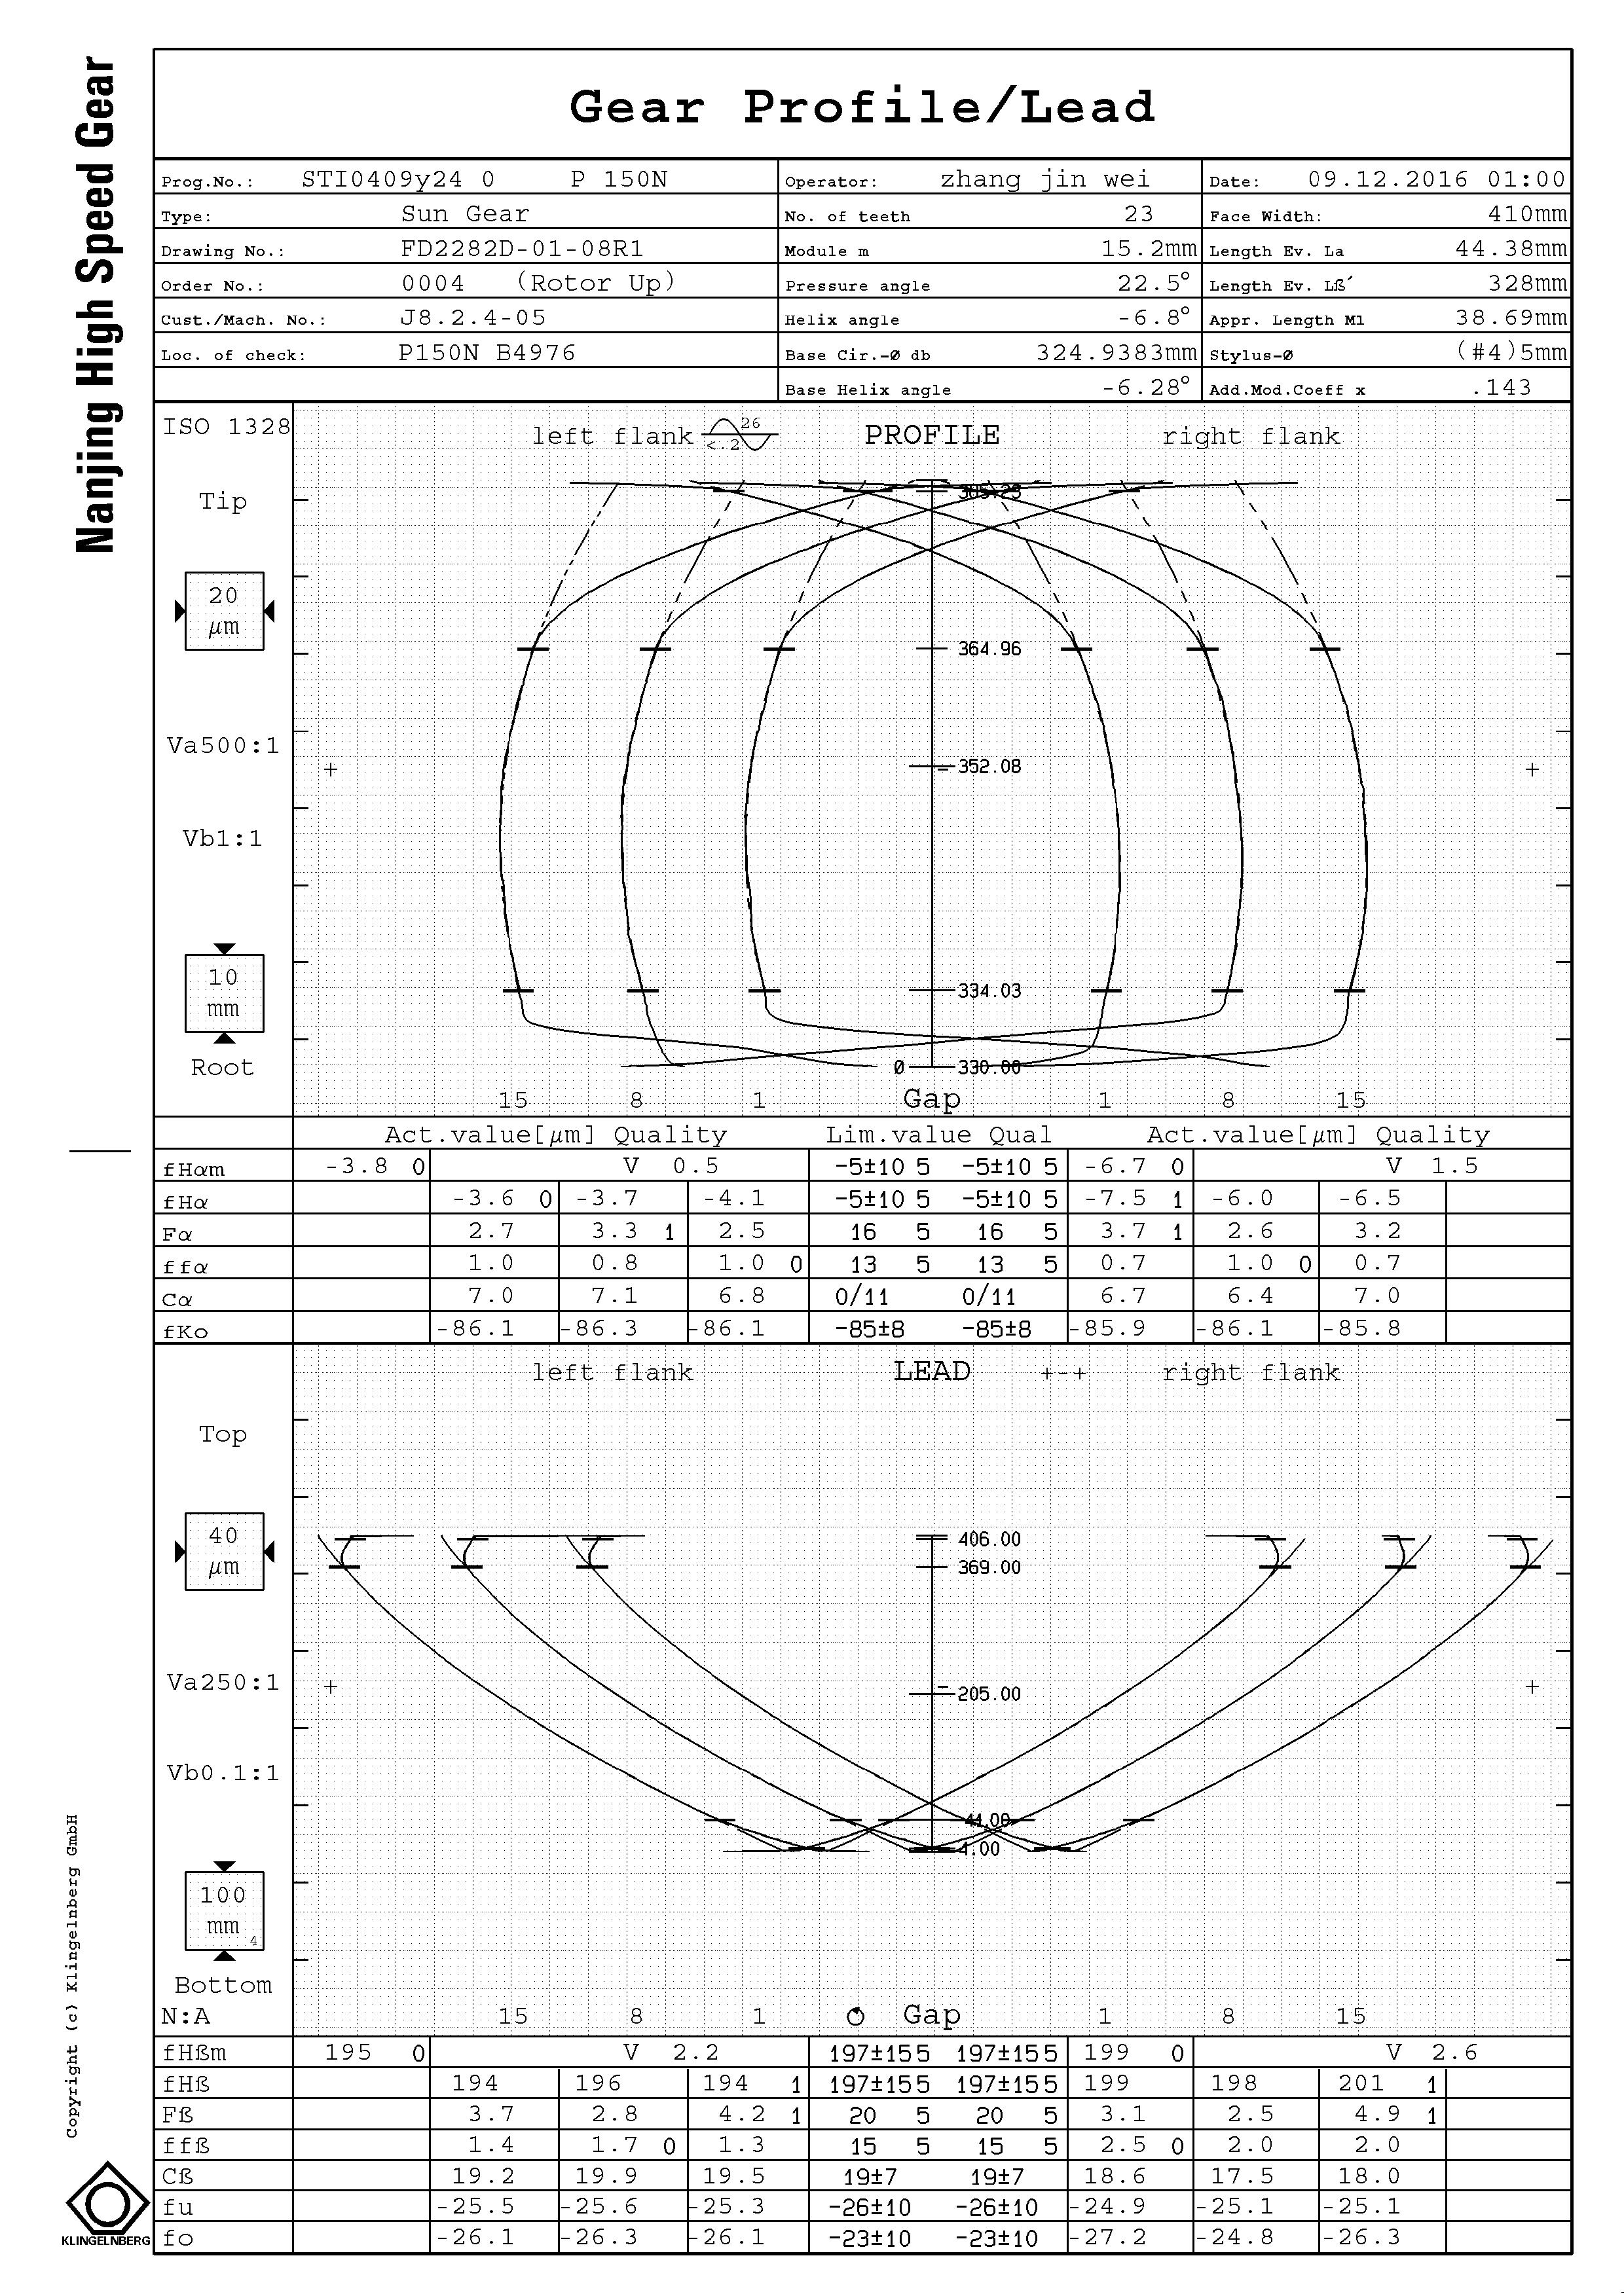 Nanjing High Speed Gear
Gear Profile/Lead
Prog.No.: STI0409y24 0 P 150N Operator: zhang jin wei Date: 09.12.2016 01:00
Type: Sun Gear No. of teeth 23 Face Width: 410mm
Drawing No.: FD2282D-01-08R1 Module m 15.2mm Length Ev. La 44.38mm
Order No.: 0004 (Rotor Up) Pressure angle 22.5° Length Ev. Lß´ 328mm
Cust./Mach. No.: J8.2.4-05 Helix angle -6.8° Appr. Length M1 38.69mm
Loc. of check: P150N B4976 Base Cir.-Ø db 324.9383mm Stylus-Ø (#4)5mm
Base Helix angle -6.28° Add.Mod.Coeff x .143
ISO 1328 left flank 26 <.2 PROFILE right flank
Tip
20
µm
364.96
Va500:1
352.08
Vb1:1
10
mm
334.03
Root
Ø 330.00
15 8 1 Gap 1 8 15
Act.value[µm] Quality Lim.value Qual Act.value[µm] Quality
fHαm -3.8 0 V 0.5 -5±10 5 -5±10 5 -6.7 0 V 1.5
fHα -3.6 0 -3.7 -4.1 -5±10 5 -5±10 5 -7.5 1 -6.0 -6.5
Fα 2.7 3.3 1 2.5 16 5 16 5 3.7 1 2.6 3.2
ffα 1.0 0.8 1.0 0 13 5 13 5 0.7 1.0 0 0.7
Cα 7.0 7.1 6.8 0/11 0/11 6.7 6.4 7.0
fKo -86.1 -86.3 -86.1 -85±8 -85±8 -85.9 -86.1 -85.8
left flank LEAD +-+ right flank
Top
40
µm
406.00
369.00
Va250:1
205.00
Vb0.1:1
41.00
4.00
100
mm
4
Bottom
N:A 15 8 1 Gap 1 8 15
fHßm 195 0 V 2.2 197±155 197±155 199 0 V 2.6
fHß 194 196 194 1 197±155 197±155 199 198 201 1
Fß 3.7 2.8 4.2 1 20 5 20 5 3.1 2.5 4.9 1
ffß 1.4 1.7 0 1.3 15 5 15 5 2.5 0 2.0 2.0
Cß 19.2 19.9 19.5 19±7 19±7 18.6 17.5 18.0
fu -25.5 -25.6 -25.3 -26±10 -26±10 -24.9 -25.1 -25.1
fo -26.1 -26.3 -26.1 -23±10 -23±10 -27.2 -24.8 -26.3
Copyright (c) Klingelnberg GmbH
KLINGELNBERG